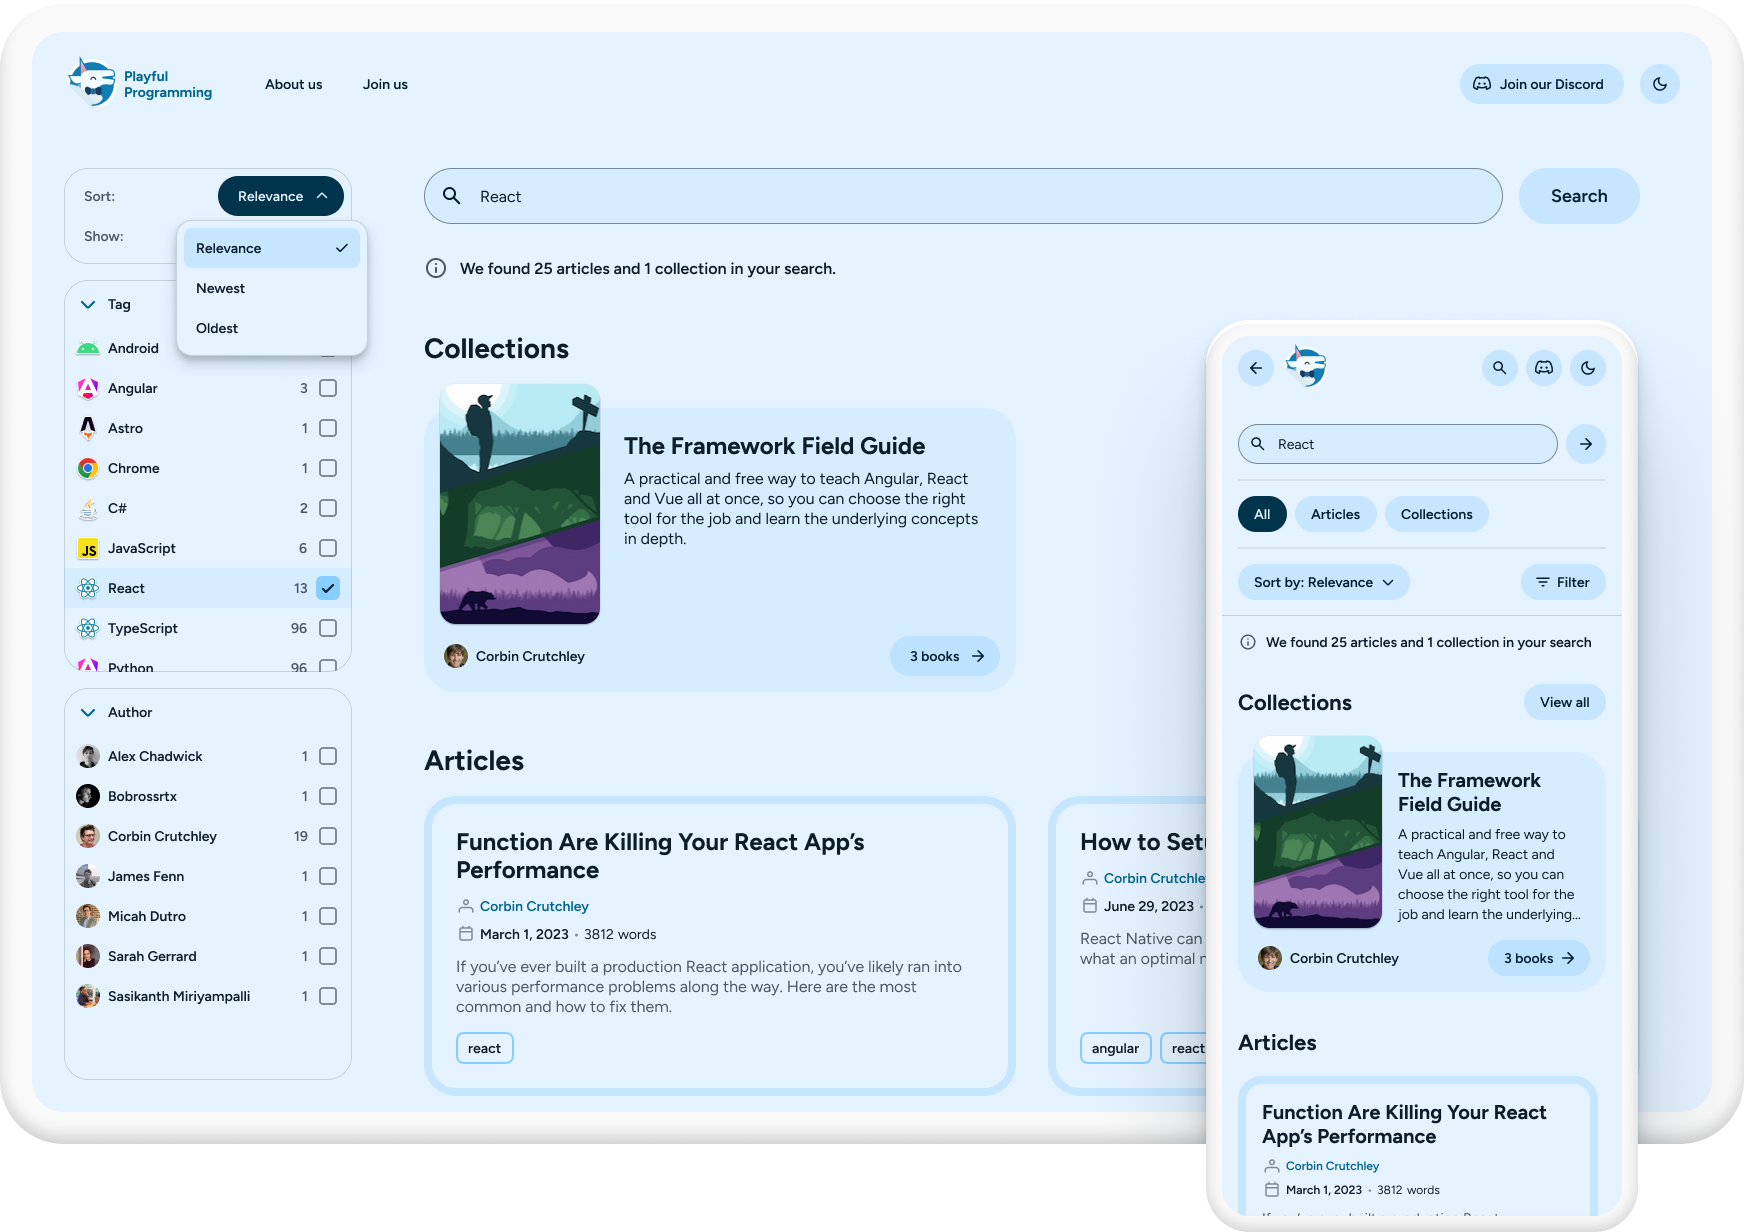 Playful
Programming
About us
Join us
Join our Discord
Sort:
Relevance
Show:
Relevance
Newest
Oldest
Tag
Android
Angular
3
Astro
1
Chrome
1
C#
2
JS
JavaScript
6
React
13
TypeScript
96
Python
96
Author
Alex Chadwick
1
Bobrossrtx
1
Corbin Crutchley
19
James Fenn
1
Micah Dutro
1
Sarah Gerrard
1
Sasikanth Miriyampalli
1
React
Search
We found 25 articles and 1 collection in your search.
Collections
The Framework Field Guide
A practical and free way to teach Angular, React
and Vue all at once, so you can choose the right
tool for the job and learn the underlying concepts
in depth.
Corbin Crutchley
3 books
Articles
Function Are Killing Your React App’s
Performance
Corbin Crutchley
March 1, 2023 • 3812 words
If you’ve ever built a production React application, you’ve likely ran into
various performance problems along the way. Here are the most
common and how to fix them.
react
How to Set
Corbin Crutchle
June 29, 2023 •
React Native can
what an optimal
angular
react
React
All
Articles
Collections
Sort by: Relevance
Filter
We found 25 articles and 1 collection in your search
Collections
View all
The Framework
Field Guide
A practical and free way to
teach Angular, React and
Vue all at once, so you can
choose the right tool for the
job and learn the underlying...
Corbin Crutchley
3 books
Articles
Function Are Killing Your React
App’s Performance
Corbin Crutchley
March 1, 2023 • 3812 words